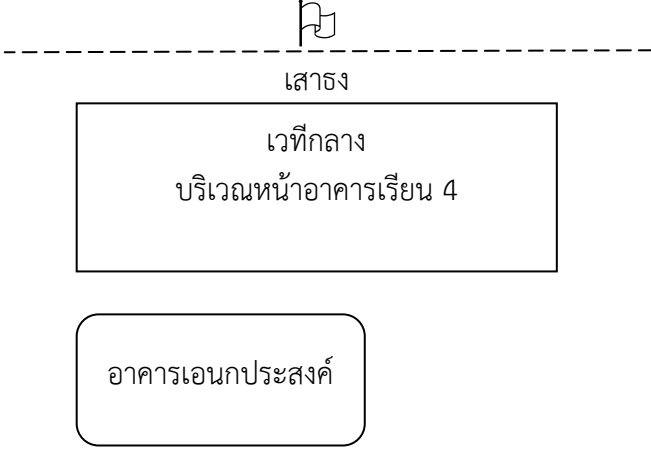 เสาธง
เวทีกลาง
บริเวณหน้าอาคารเรียน 4
อาคารเอนกประสงค์